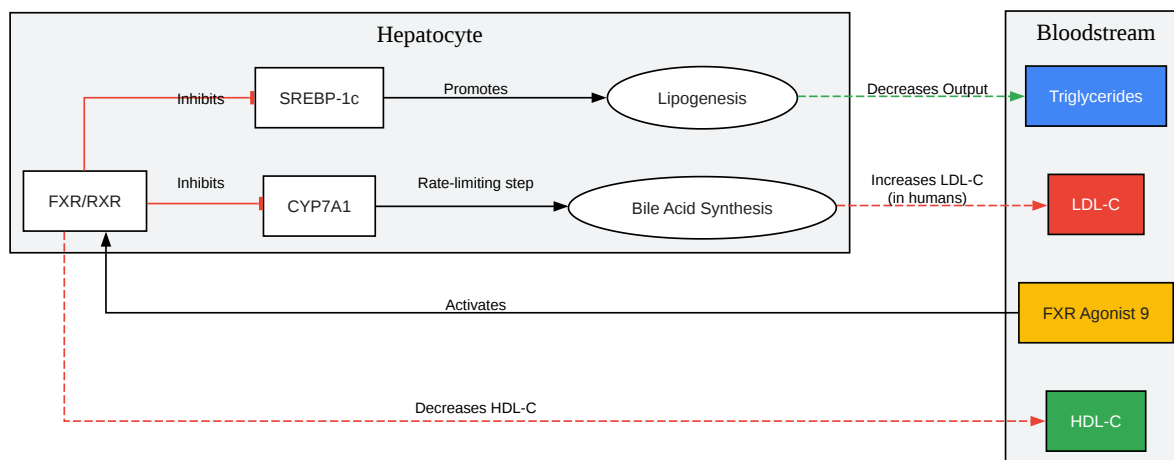 Hepatocyte
Bloodstream
Inhibits
SREBP-1c
Promotes
Lipogenesis
Decreases Output
Triglycerides
FXR/RXR
Inhibits
CYP7A1
Rate-limiting step
Bile Acid Synthesis
Increases LDL-C
(in humans)
LDL-C
Activates
FXR Agonist 9
Decreases HDL-C
HDL-C